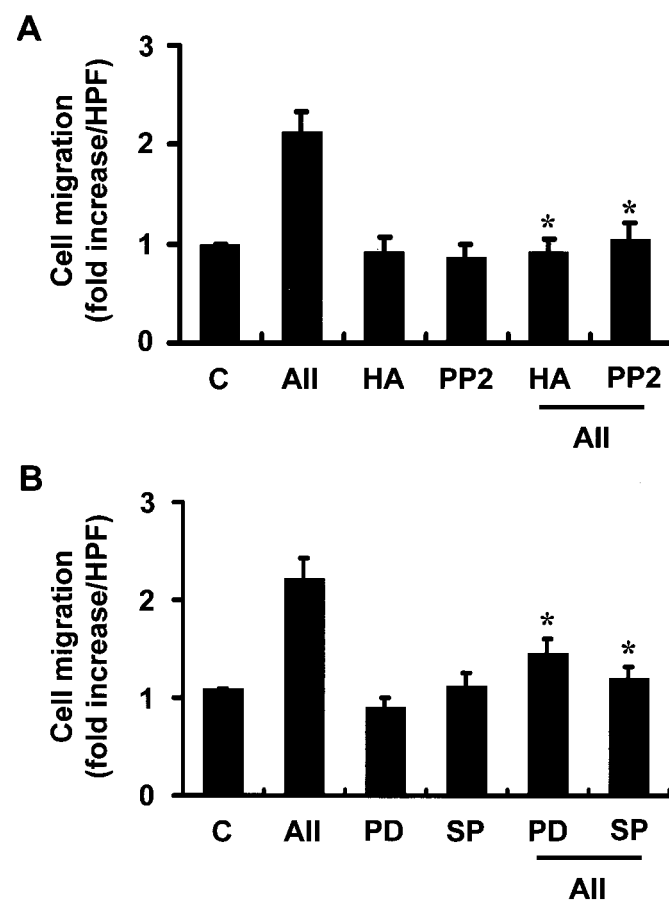 A
Cell migration
(fold increase/HPF)
3
2
1
0
* *
C AII HA PP2 HA PP2
AII
B
Cell migration
(fold increase/HPF)
3
2
1
0
* *
C AII PD SP PD SP
AII